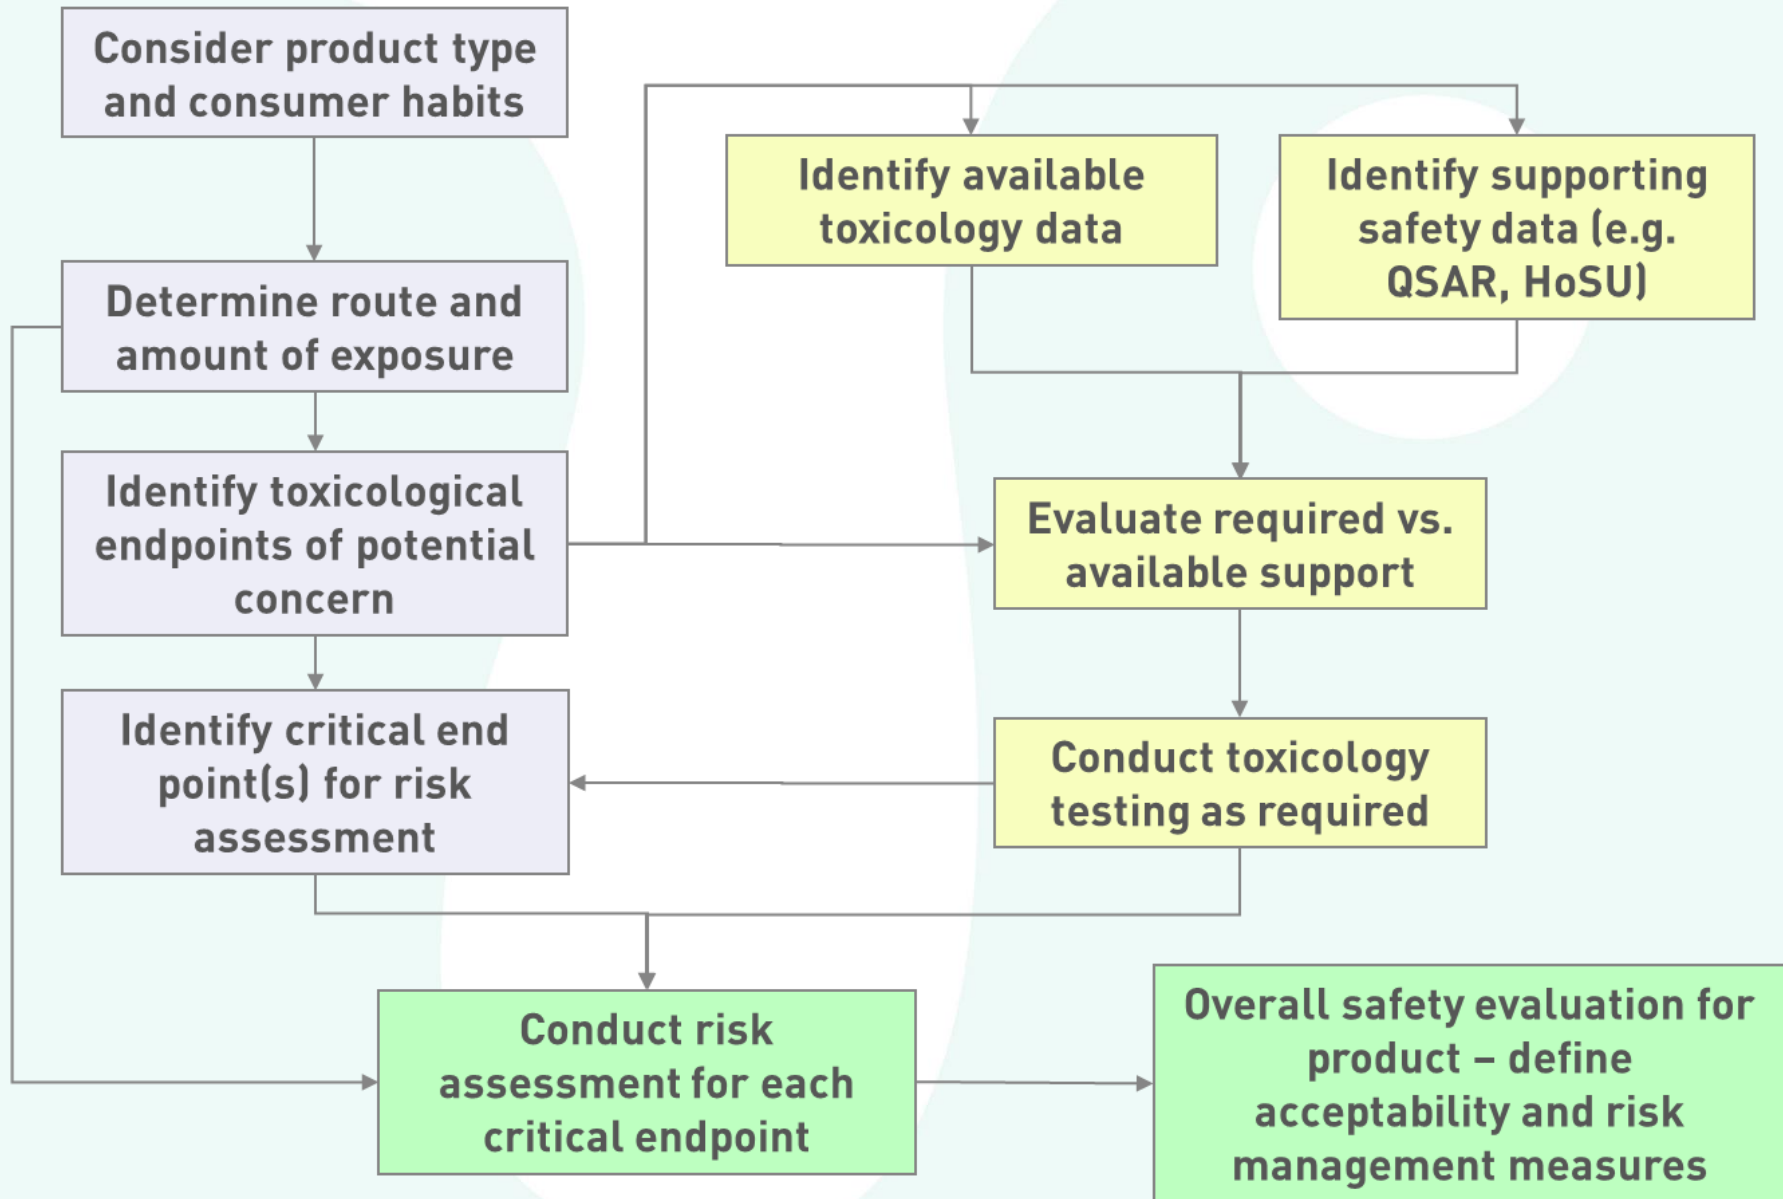 Consider product type
and consumer habits
Determine route and
amount of exposure
Identify toxicological
endpoints of potential
concern
Identify critical end
point(s) for risk
assessment
Identify available
toxicology data
Identify supporting
safety data (e.g.
QSAR, HoSU)
Evaluate required vs.
available support
Conduct toxicology
testing as required
Conduct risk
assessment for each
critical endpoint
Overall safety evaluation for
product – define
acceptability and risk
management measures